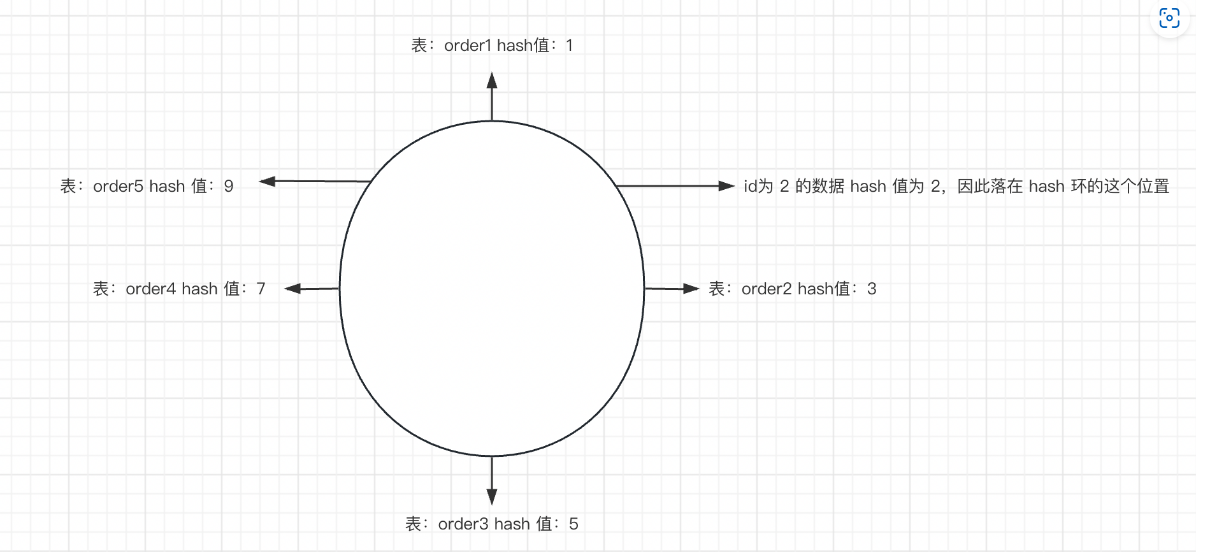 表：order1 hash值：1
表：order5 hash 值：9
id为 2 的数据 hash 值为 2，因此落在 hash 环的这个位置
表：order4 hash 值：7
表：order2 hash值：3
表：order3 hash 值：5